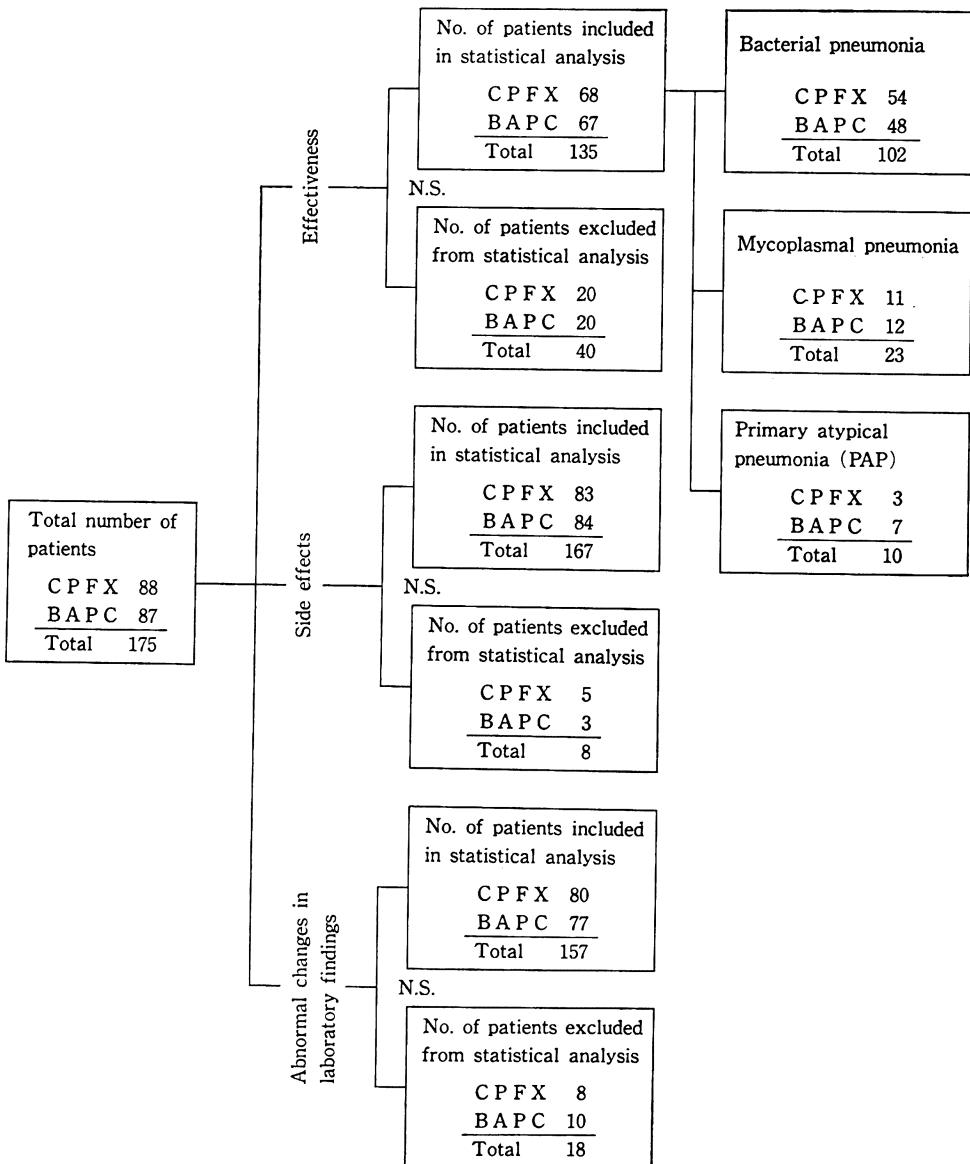 Total number of
patients
CPFX 88
BAPC 87
Total 175
Effectiveness
No. of patients included
in statistical analysis
CPFX 68
BAPC 67
Total 135
N.S.
No. of patients excluded
from statistical analysis
CPFX 20
BAPC 20
Total 40
Bacterial pneumonia
CPFX 54
BAPC 48
Total 102
Mycoplasmal pneumonia
CPFX 11
BAPC 12
Total 23
Primary atypical
pneumonia (PAP)
CPFX 3
BAPC 7
Total 10
Side effects
No. of patients included
in statistical analysis
CPFX 83
BAPC 84
Total 167
N.S.
No. of patients excluded
from statistical analysis
CPFX 5
BAPC 3
Total 8
Abnormal changes in
laboratory findings
No. of patients included
in statistical analysis
CPFX 80
BAPC 77
Total 157
N.S.
No. of patients excluded
from statistical analysis
CPFX 8
BAPC 10
Total 18